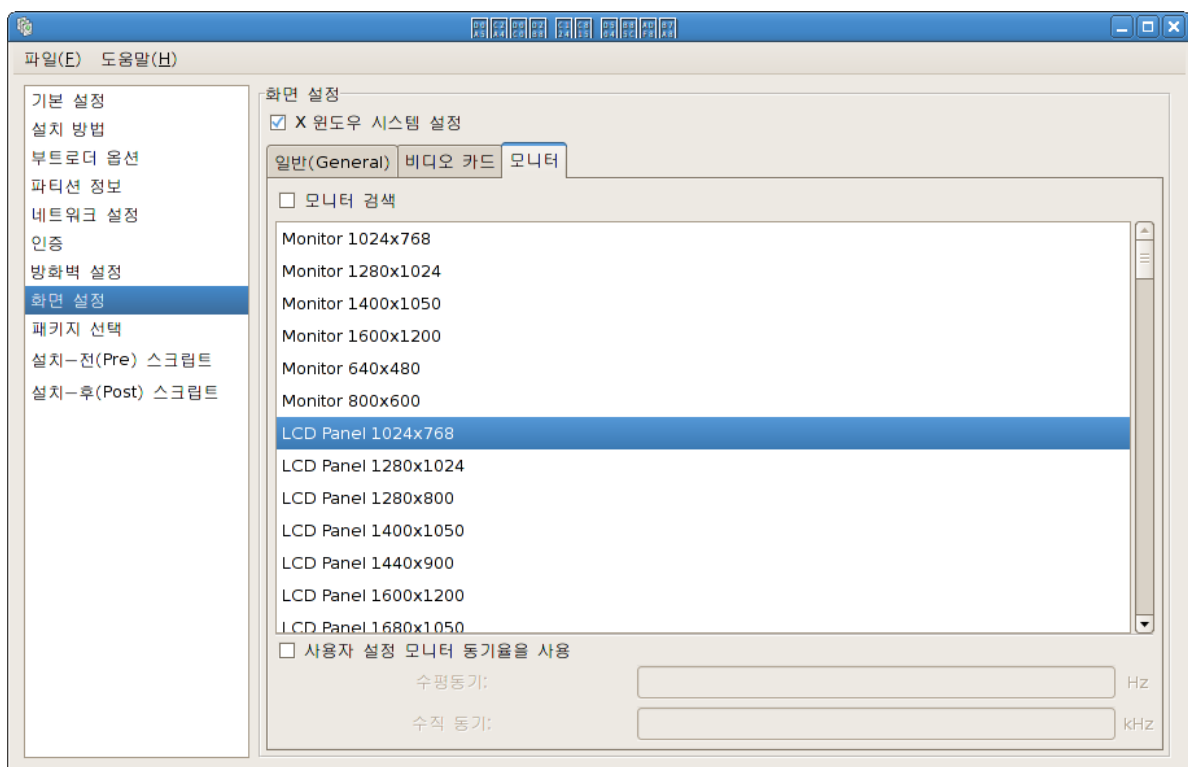 파일(F) 도움말(H)
기본 설정
설치 방법
부트로더 옵션
파티션 정보
네트워크 설정
인증
방화벽 설정
화면 설정
패키지 선택
설치-전(Pre) 스크립트
설치-후(Post) 스크립트
화면 설정
X 윈도우 시스템 설정
일반(General) 비디오 카드 모니터
모니터 검색
Monitor 1024x768
Monitor 1280x1024
Monitor 1400x1050
Monitor 1600x1200
Monitor 640x480
Monitor 800x600
LCD Panel 1024x768
LCD Panel 1280x1024
LCD Panel 1280x800
LCD Panel 1400x1050
LCD Panel 1440x900
LCD Panel 1600x1200
LCD Panel 1680x1050
사용자 설정 모니터 동기율을 사용
수평동기: Hz
수직 동기: kHz